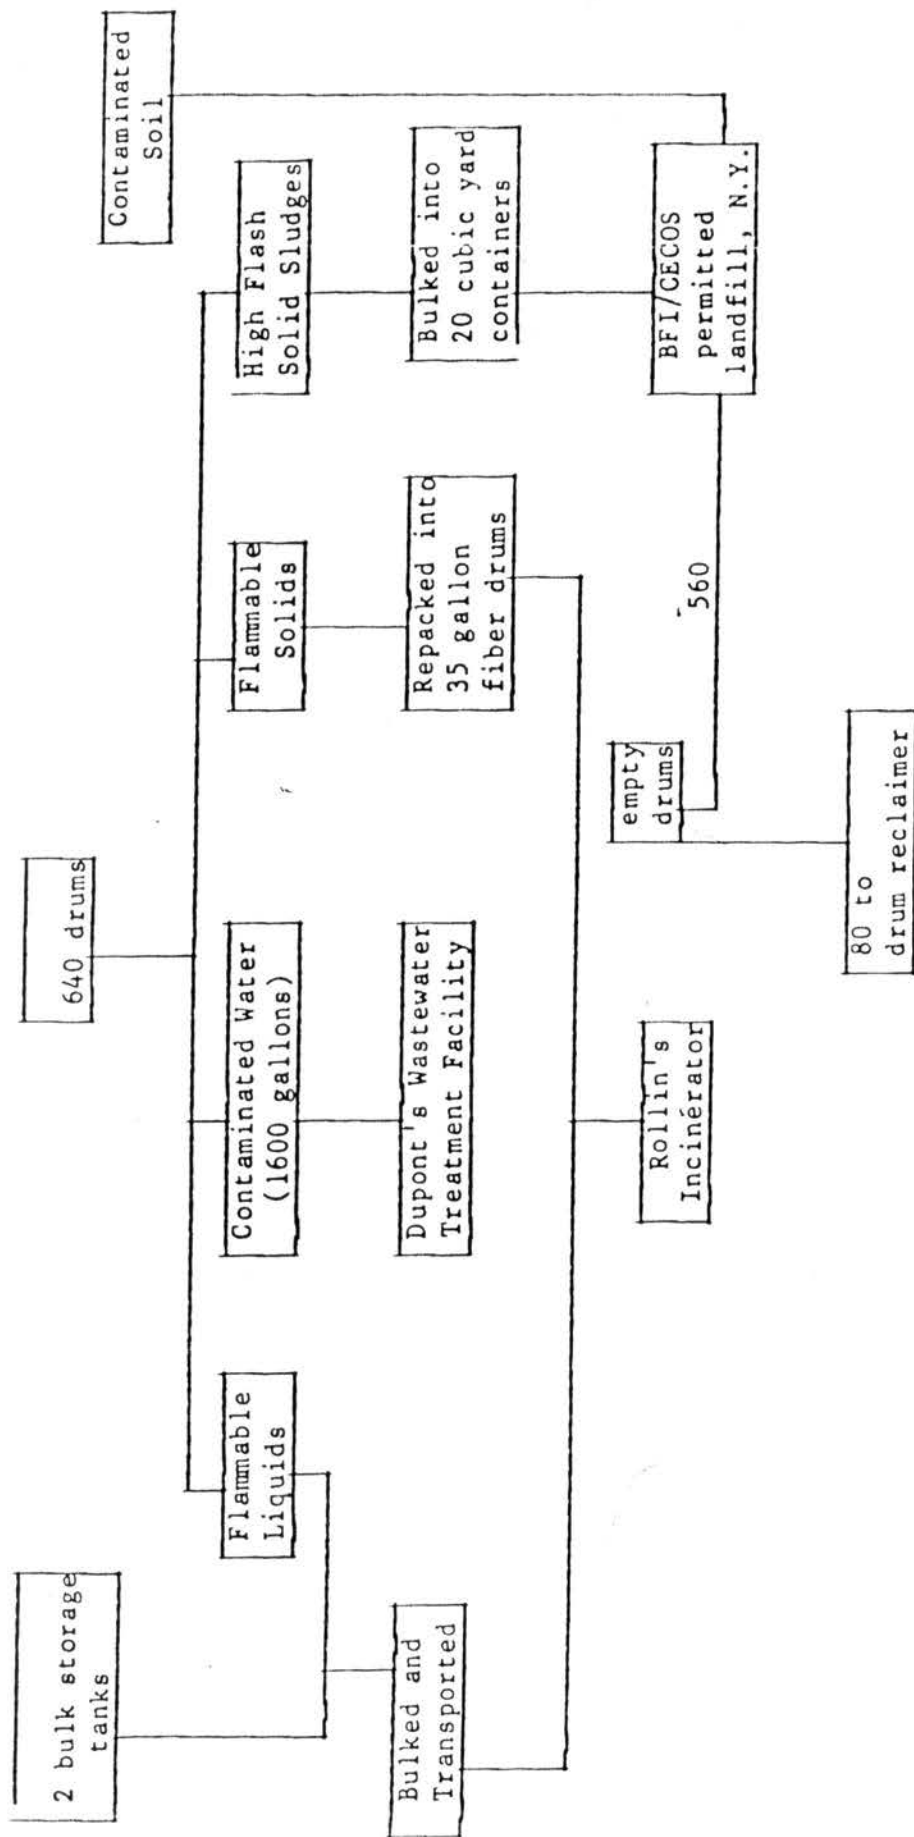 2 bulk storage
tanks
640 drums
Contaminated
Soil
Flammable
Liquids
Contaminated Water
(1600 gallons)
Flammable
Solids
High Flash
Solid Sludges
Bulked and
Transported
Dupont's Wastewater
Treatment Facility
Repacked into
35 gallon
fiber drums
Bulked into
20 cubic yard
containers
Rollin's
Incinérator
empty
drums
560
BFI/CECOS
permitted
landfill, N.Y.
80 to
drum reclaimer